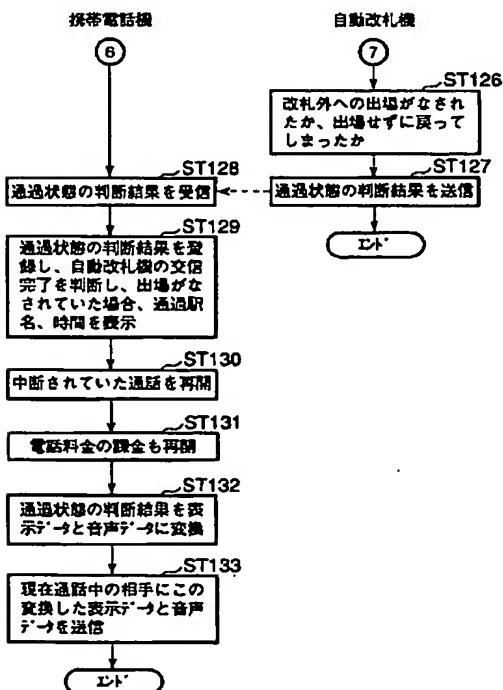 携帯電話機
自動改札機
6
7
ST126
改札外への出場がなされ
たか、出場せずに戻って
しまったか
ST128
通過状態の判断結果を受信
ST127
通過状態の判断結果を送信
エンド
ST129
通過状態の判断結果を登
録し、自動改札機の交信
完了を判断し、出場がな
されていた場合、通過駅
名、時間を表示
ST130
中断されていた通話を再開
ST131
電話料金の課金も再開
ST132
通過状態の判断結果を表
示データと音声データに変換
ST133
現在通話中の相手にこの
変換した表示データと音声
データを送信
エンド